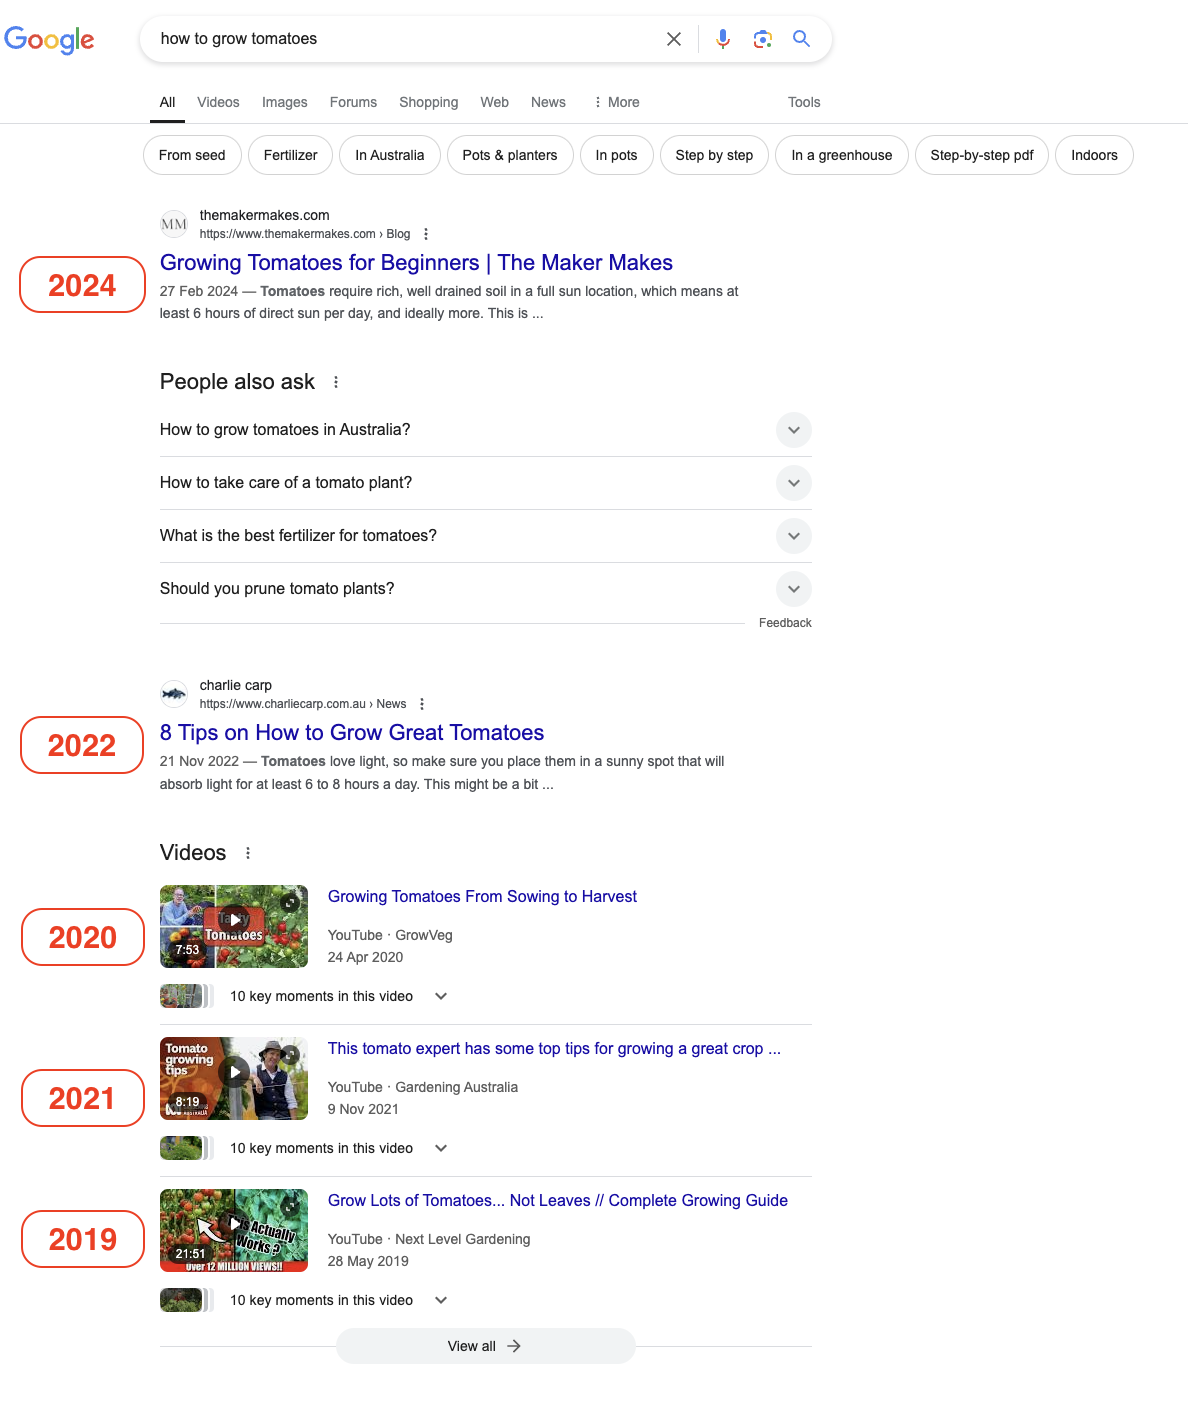 Google
how to grow tomatoes
All Videos Images Forums Shopping Web News More Tools
From seed Fertilizer In Australia Pots & planters In pots Step by step In a greenhouse Step-by-step pdf Indoors
MM
themakermakes.com
https://www.themakermakes.com › Blog
2024
Growing Tomatoes for Beginners | The Maker Makes
27 Feb 2024 — Tomatoes require rich, well drained soil in a full sun location, which means at
least 6 hours of direct sun per day, and ideally more. This is ...
People also ask
How to grow tomatoes in Australia?
How to take care of a tomato plant?
What is the best fertilizer for tomatoes?
Should you prune tomato plants?
Feedback
charlie carp
https://www.charliecarp.com.au › News
2022
8 Tips on How to Grow Great Tomatoes
21 Nov 2022 — Tomatoes love light, so make sure you place them in a sunny spot that will
absorb light for at least 6 to 8 hours a day. This might be a bit ...
Videos
2020
Tasty
Tomatoes
7:53
Growing Tomatoes From Sowing to Harvest
YouTube · GrowVeg
24 Apr 2020
10 key moments in this video
2021
Tomato
growing
tips
8:19
AUSTRALIA
This tomato expert has some top tips for growing a great crop ...
YouTube · Gardening Australia
9 Nov 2021
10 key moments in this video
2019
This Actually
Works?
21:51
Over 12 MILLION VIEWS!!
Grow Lots of Tomatoes... Not Leaves // Complete Growing Guide
YouTube · Next Level Gardening
28 May 2019
10 key moments in this video
View all